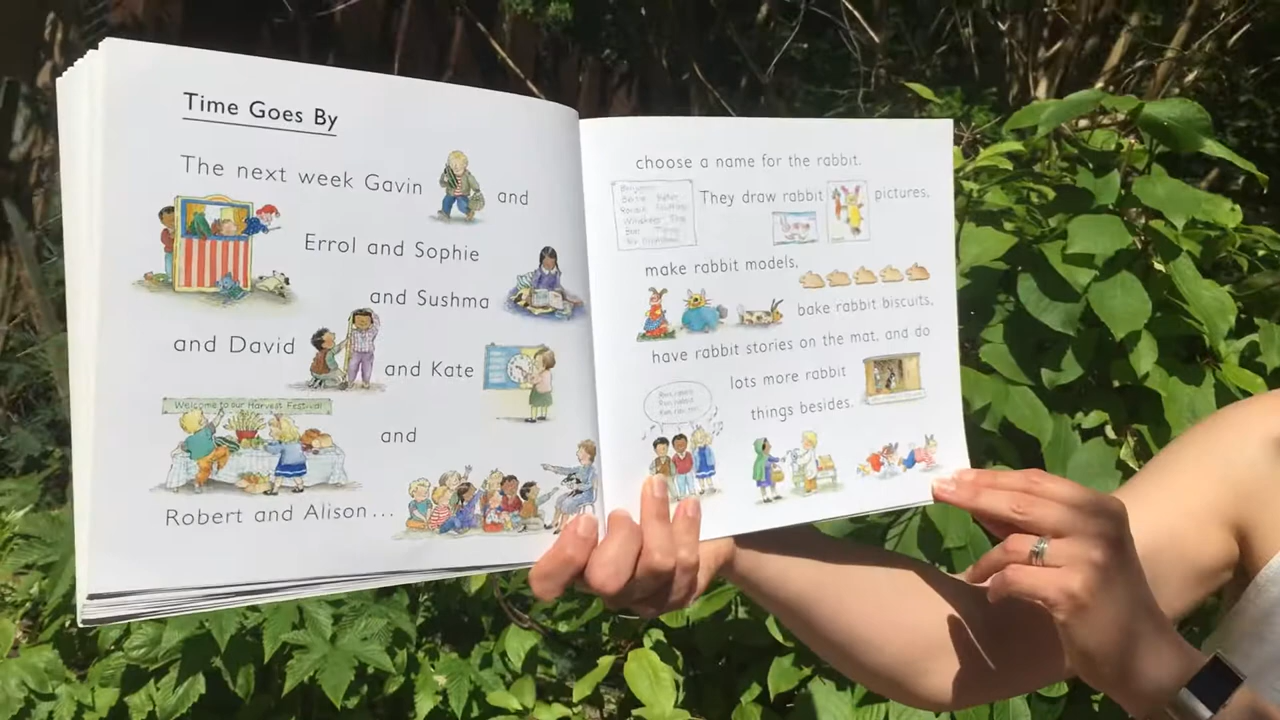 Time Goes By
The next week Gavin and
Errol and Sophie
and Sushma
and David
and Kate
Welcome to our Harvest Festival
and
Robert and Alison...
choose a name for the rabbit.
They draw rabbit pictures,
make rabbit models,
bake rabbit biscuits,
have rabbit stories on the mat, and do
lots more rabbit
things besides.